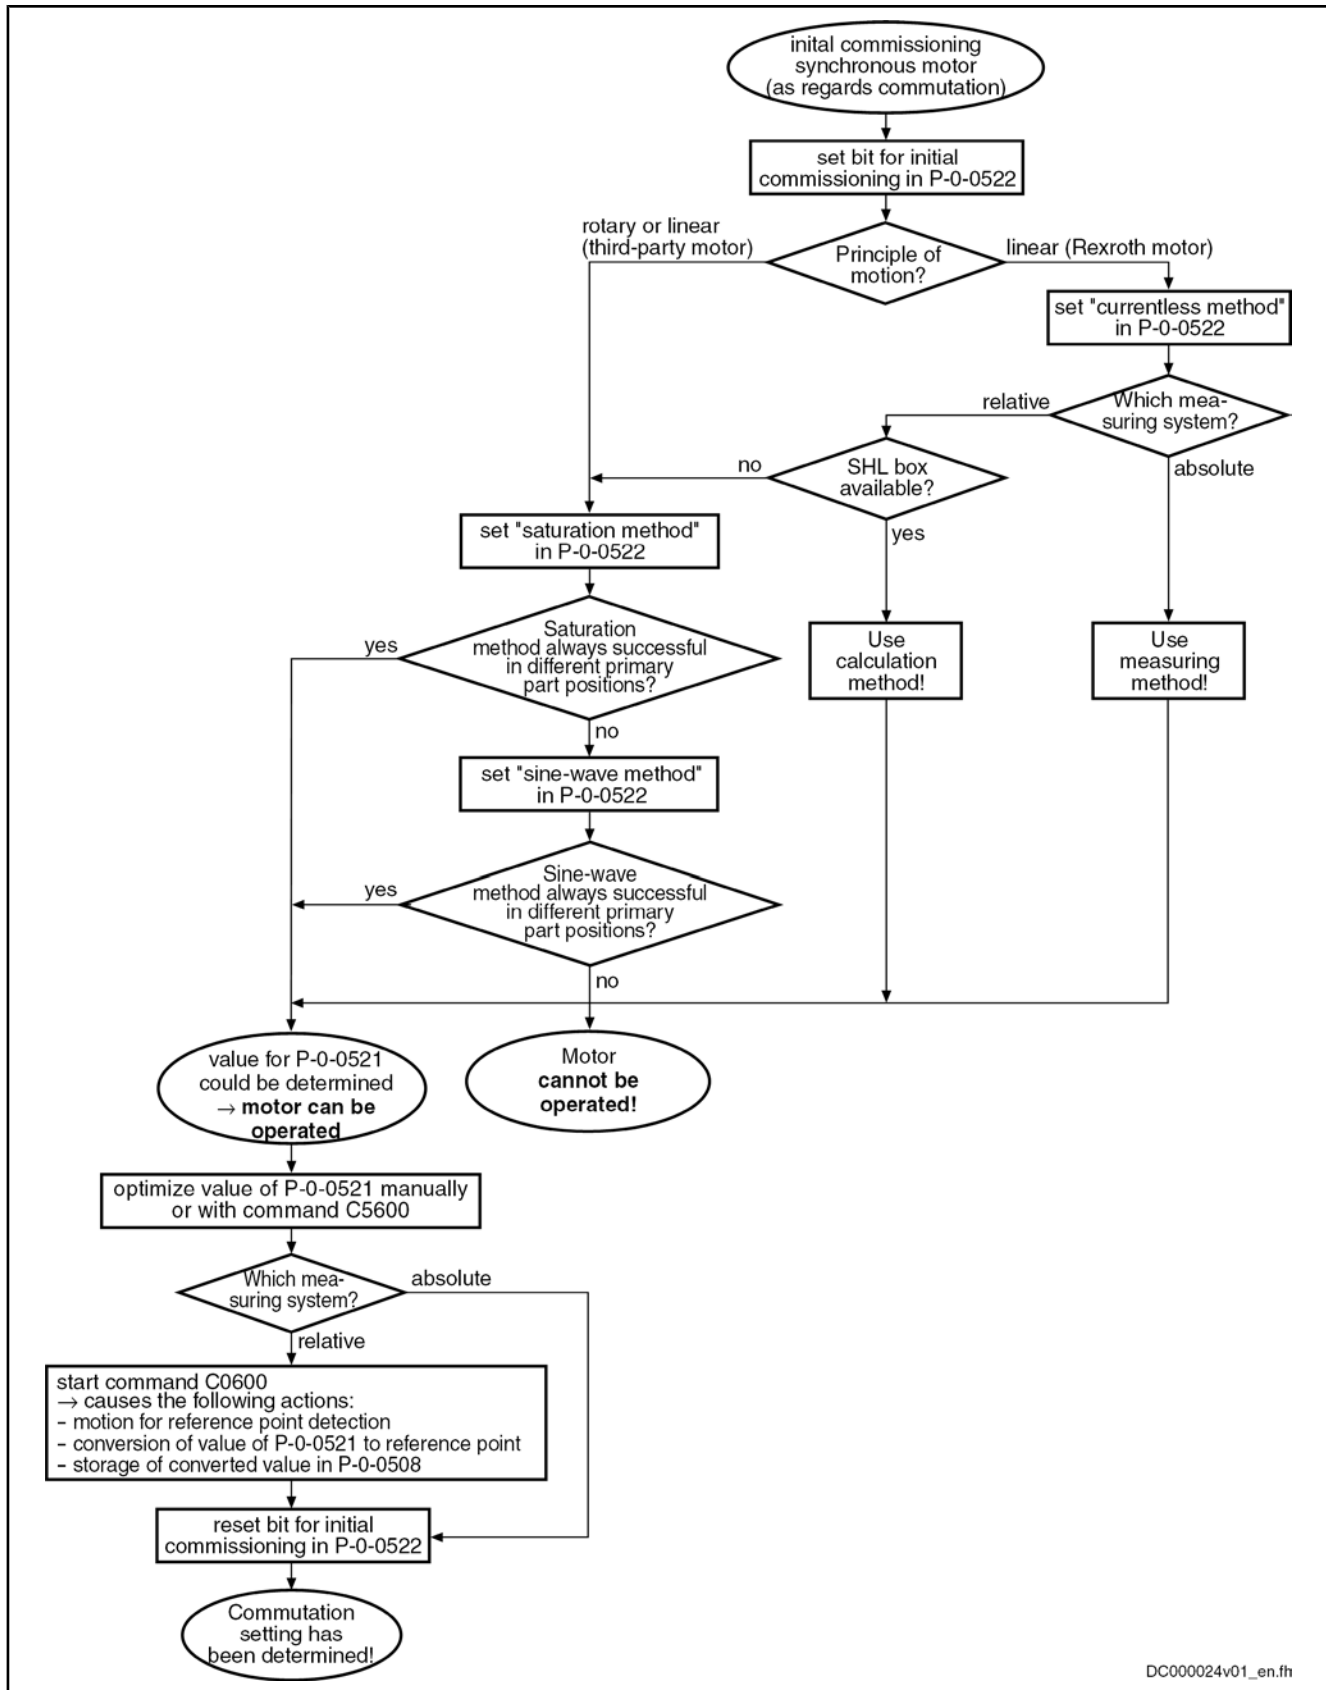 inital commissioning
synchronous motor
(as regards commutation)
set bit for initial
commissioning in P-0-0522
rotary or linear
(third-party motor)
Principle of
motion?
linear (Rexroth motor)
set "currentless method"
in P-0-0522
relative
Which mea-
suring system?
absolute
no
SHL box
available?
yes
set "saturation method"
in P-0-0522
yes
Saturation
method always successful
in different primary
part positions?
Use
calculation
method!
Use
measuring
method!
no
set "sine-wave method"
in P-0-0522
yes
Sine-wave
method always successful
in different primary
part positions?
no
value for P-0-0521
could be determined
→ motor can be
operated
Motor
cannot be
operated!
optimize value of P-0-0521 manually
or with command C5600
Which mea-
suring system?
absolute
relative
start command C0600
→ causes the following actions:
- motion for reference point detection
- conversion of value of P-0-0521 to reference point
- storage of converted value in P-0-0508
reset bit for initial
commissioning in P-0-0522
Commutation
setting has
been determined!
DC000024v01_en.fh